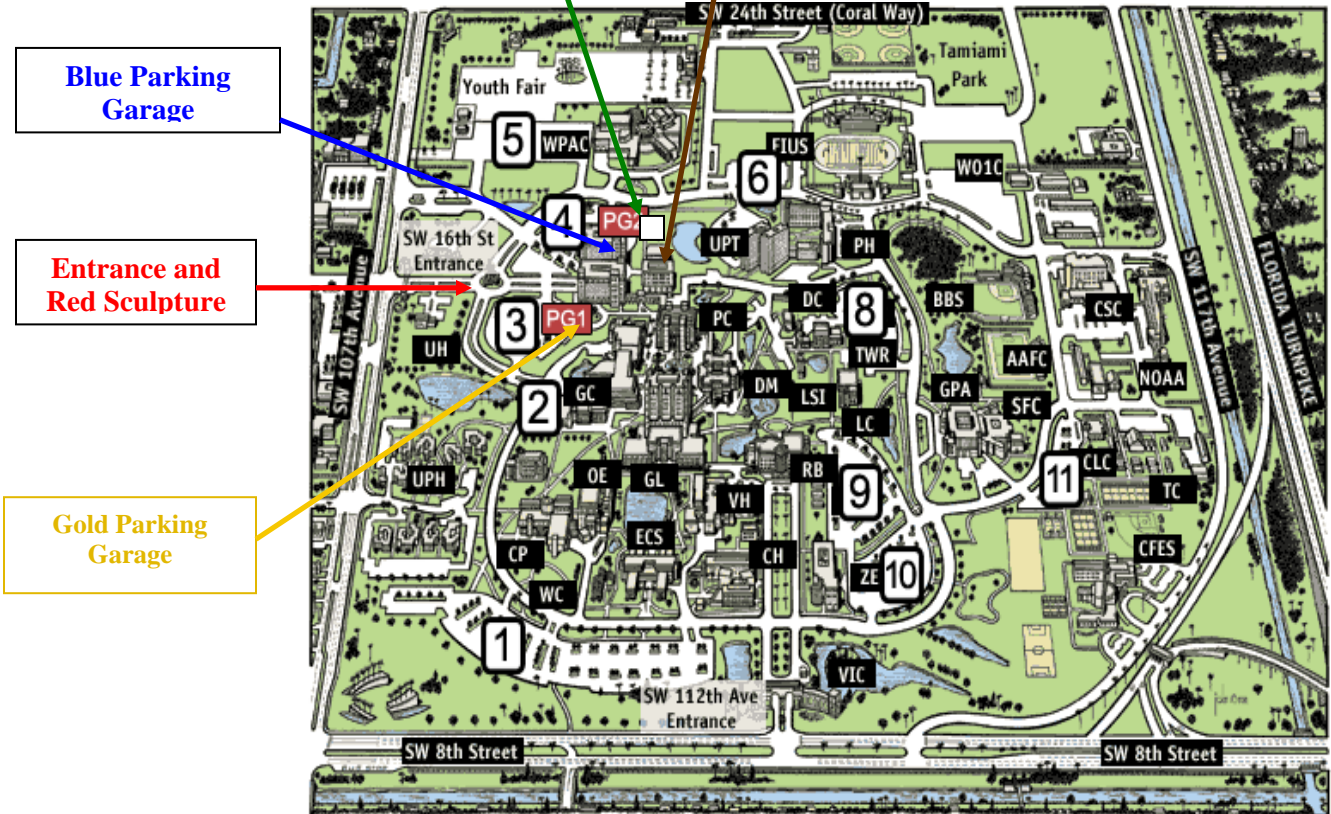 SW 24th Street (Coral Way)
Blue Parking
Garage
Tamiami
Park
Youth Fair
5
WPAC
FIUS
6
W01C
4
PG2
SW 16th St
Entrance
UPT
PH
Entrance and
Red Sculpture
SW 107th Avenue
SW 117th Avenue
FLORIDA TURNPIKE
3
PG1
PC
DC
8
BBS
CSC
UH
TWR
AAFC
NOAA
2
GC
DM
LSI
GPA
SFC
LC
UPH
OE
GL
VH
RB
9
11
CLC
TC
Gold Parking
Garage
CP
ECS
CH
CFES
WC
ZE
10
1
SW 112th Ave
Entrance
VIC
SW 8th Street
SW 8th Street